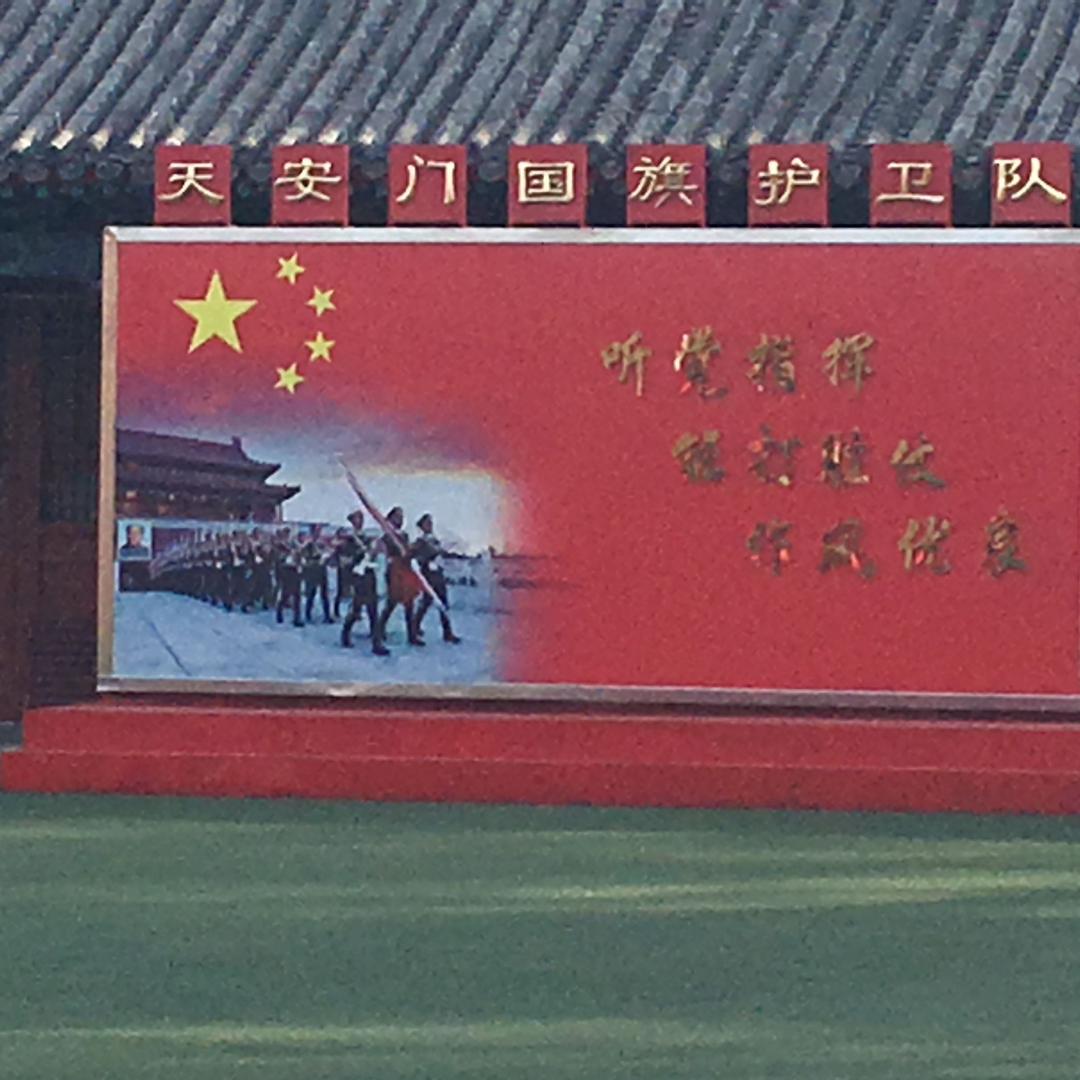 天安门国旗护卫队
听党指挥
能打胜仗
作风优良